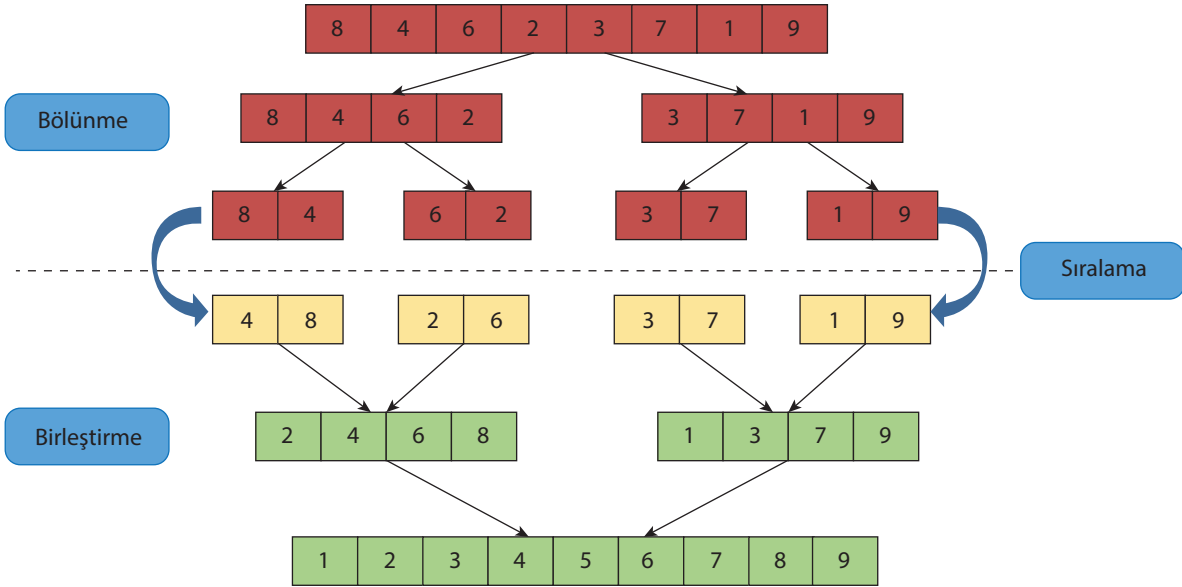 8 4 6 2 3 7 1 9
Bölünme
8 4 6 2
3 7 1 9
8 4
6 2
3 7
1 9
Sıralama
4 8
2 6
3 7
1 9
Birleştirme
2 4 6 8
1 3 7 9
1 2 3 4 5 6 7 8 9